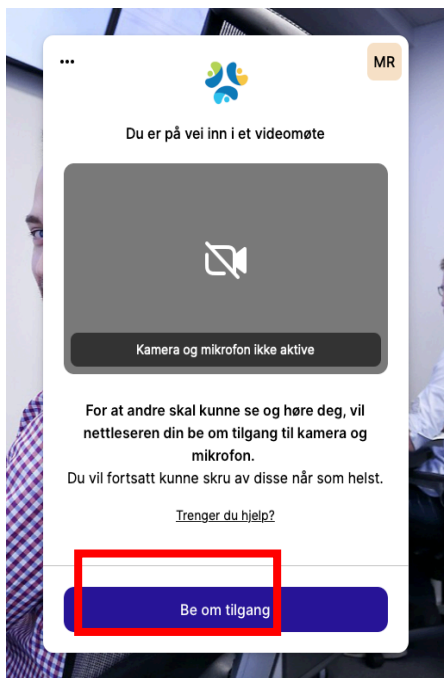 ...
MR
Du er på vei inn i et videomøte
Kamera og mikrofon ikke aktive
For at andre skal kunne se og høre deg, vil
nettleseren din be om tilgang til kamera og
mikrofon.
Du vil fortsatt kunne skru av disse når som helst.
Trenger du hjelp?
Be om tilgang